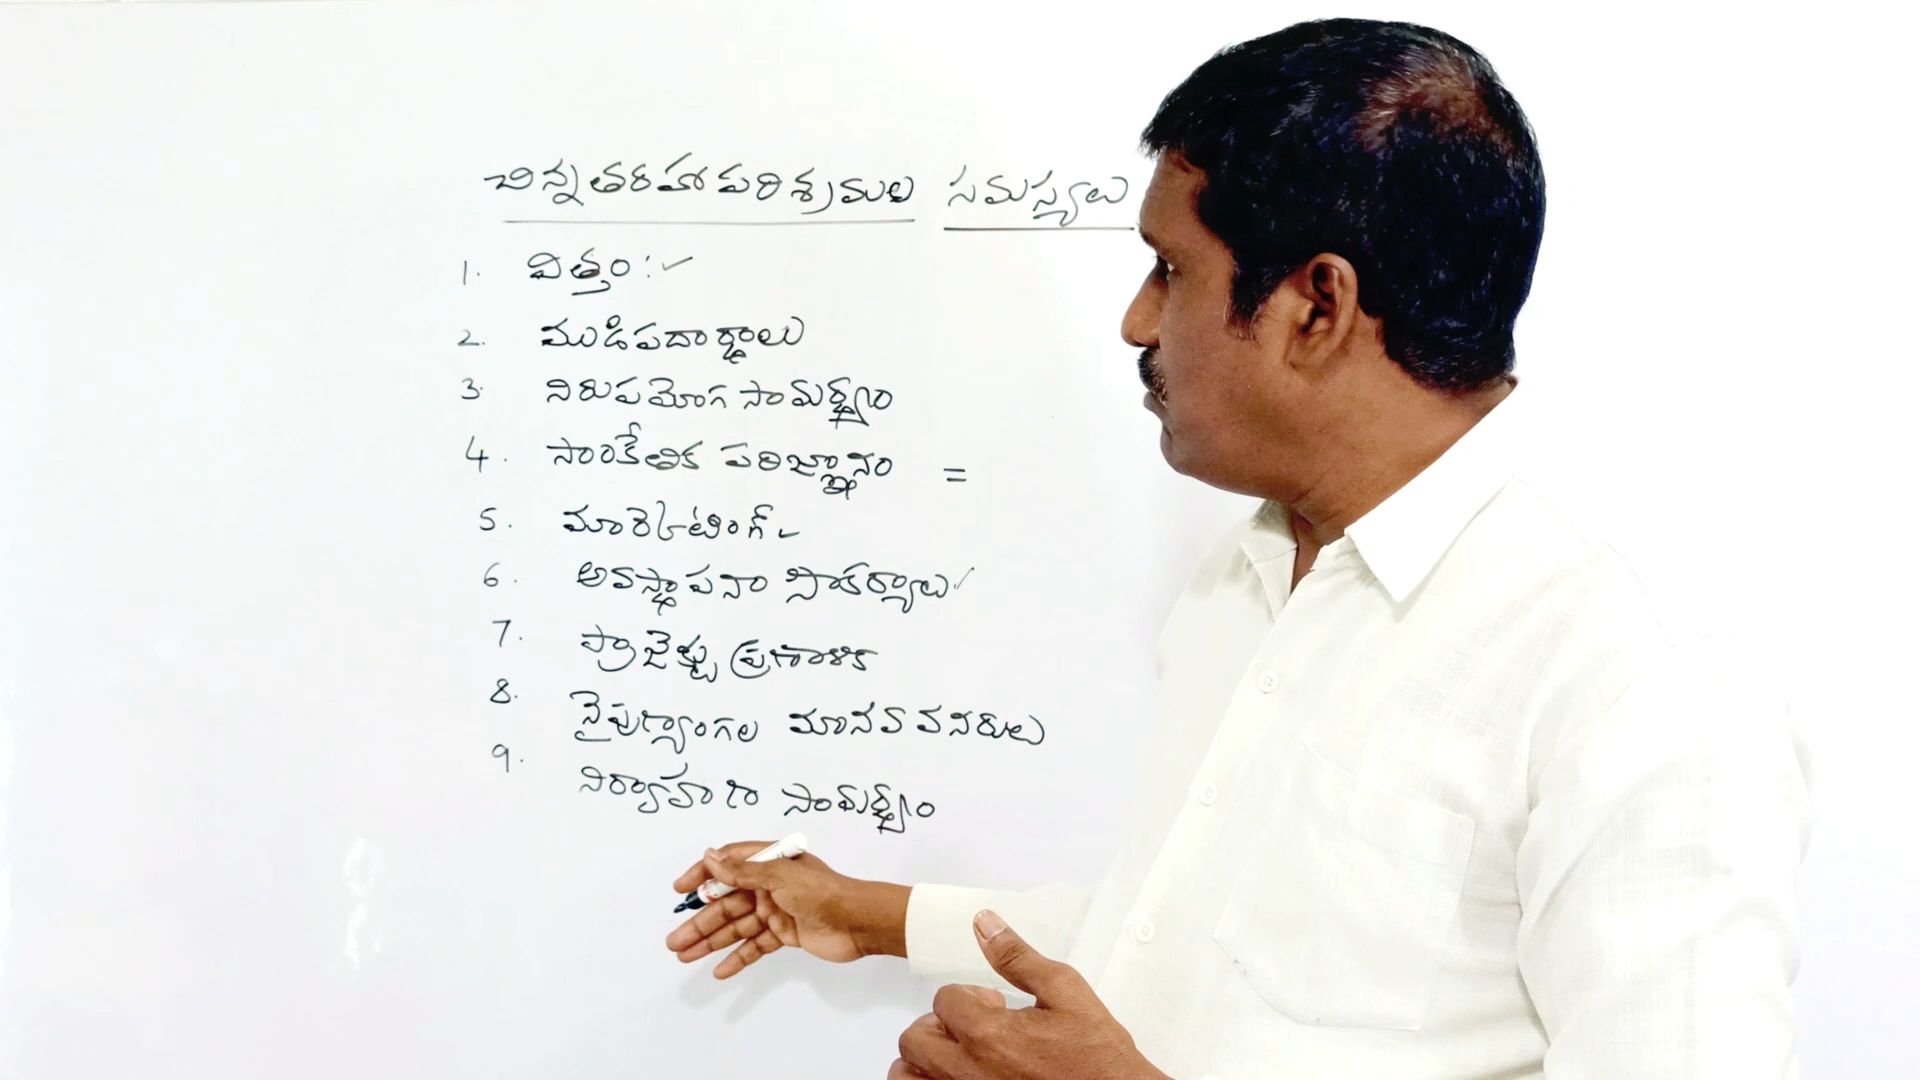 చిన్న తరహా పరిశ్రమల సమస్యలు
1. విత్తం :
2. ముడిపదార్థాలు
3. నిరుపయోగ సామర్థ్యం
4. సాంకేతిక పరిజ్ఞానం =
5. మార్కెటింగ్
6. అవస్థాపనా సౌకర్యాలు
7. ప్రాజెక్టు ప్రణాళిక
8. నైపుణ్యాంగల మానవ వనరులు
9. నిర్వాహణా సామర్థ్యం